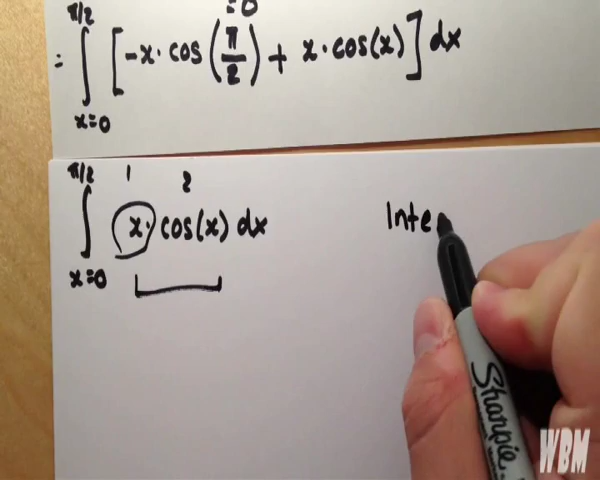 = 0
π/2
= ∫ [-x · cos(π/2) + x · cos(x)] dx
x=0
π/2 1 2
∫ x · cos(x) dx Inte
x=0
Sharpie
WBM